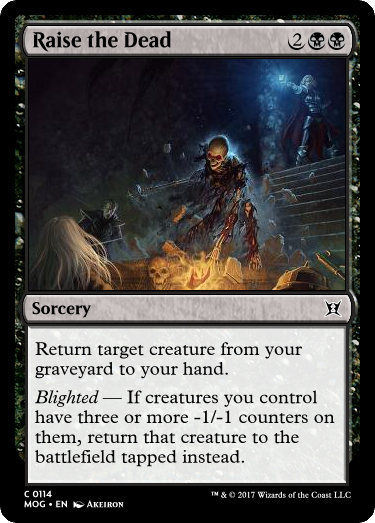 Raise the Dead 2
Sorcery
Return target creature from your
graveyard to your hand.
Blighted — If creatures you control
have three or more -1/-1 counters on
them, return that creature to the
battlefield tapped instead.
C 0114
MOG • EN Akeiron
™ & © 2017 Wizards of the Coast LLC